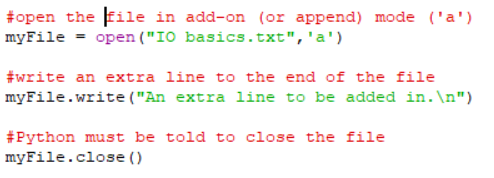 #open the file in add-on (or append) mode ('a')
myFile = open("IO basics.txt",'a')
#write an extra line to the end of the file
myFile.write("An extra line to be added in.\n")
#Python must be told to close the file
myFile.close()